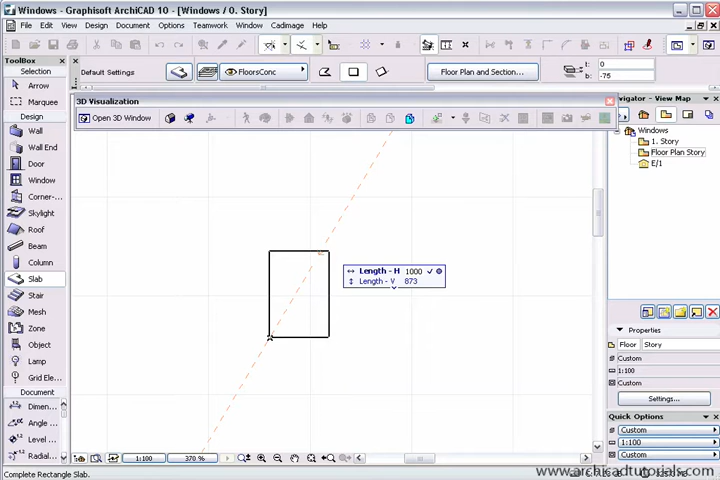 Windows - Graphisoft ArchiCAD 10 - [Windows / 0. Story]
File Edit View Design Document Options Teamwork Window Cadimage Help
ToolBox
Selection
Arrow
Marquee
Design
Wall
Wall End
Door
Window
Corner-...
Skylight
Roof
Beam
Column
Slab
Stair
Mesh
Zone
Object
Lamp
Grid Ele...
Document
Dimen...
Angle ...
Level ...
Radial...
Default Settings
FloorsConc
Floor Plan and Section...
t: 0
b: -75
3D Visualization
Open 3D Window
Length - H 1000
Length - V 873
avigator - View Map
Windows
1. Story
Floor Plan Story
E/1
Properties
Floor Story
Custom
1:100
Custom
Settings...
Quick Options
Custom
1:100
Custom
1:100 370 %
Complete Rectangle Slab.
www.archicadtutorials.com